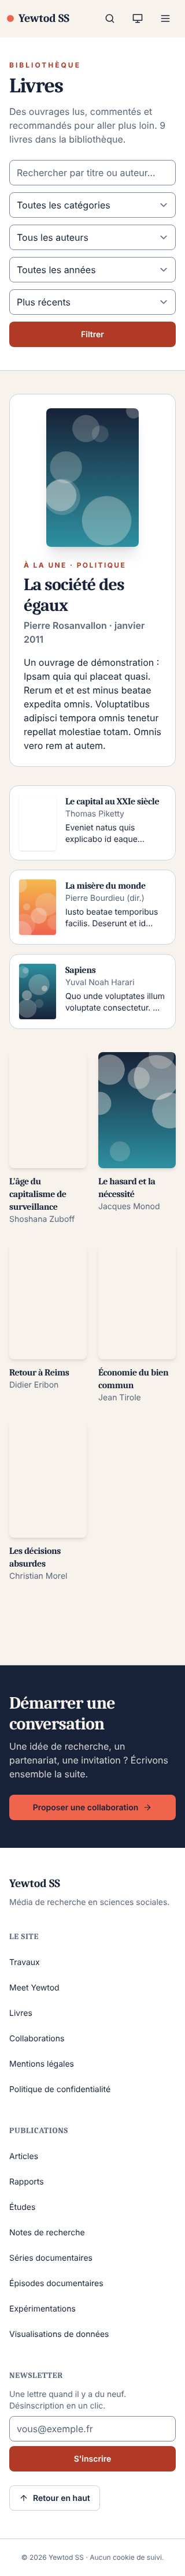 Yewtod SS
BIBLIOTHÈQUE
Livres
Des ouvrages lus, commentés et
recommandés pour aller plus loin. 9
livres dans la bibliothèque.
Rechercher par titre ou auteur…
Toutes les catégories
Tous les auteurs
Toutes les années
Plus récents
Filtrer
À LA UNE · POLITIQUE
La société des
égaux
Pierre Rosanvallon · janvier
2011
Un ouvrage de démonstration :
Ipsam quia qui placeat quasi.
Rerum et et est minus beatae
expedita omnis. Voluptatibus
adipisci tempora omnis tenetur
repellat molestiae totam. Omnis
vero rem at autem.
Le capital au XXIe siècle
Thomas Piketty
Eveniet natus quis
explicabo id eaque…
La misère du monde
Pierre Bourdieu (dir.)
Iusto beatae temporibus
facilis. Deserunt et id…
Sapiens
Yuval Noah Harari
Quo unde voluptates illum
voluptate consectetur. …
L'âge du
capitalisme de
surveillance
Shoshana Zuboff
Le hasard et la
nécessité
Jacques Monod
Retour à Reims
Didier Eribon
Économie du bien
commun
Jean Tirole
Les décisions
absurdes
Christian Morel
Démarrer une
conversation
Une idée de recherche, un
partenariat, une invitation ? Écrivons
ensemble la suite.
Proposer une collaboration →
Yewtod SS
Média de recherche en sciences sociales.
LE SITE
Travaux
Meet Yewtod
Livres
Collaborations
Mentions légales
Politique de confidentialité
PUBLICATIONS
Articles
Rapports
Études
Notes de recherche
Séries documentaires
Épisodes documentaires
Expérimentations
Visualisations de données
NEWSLETTER
Une lettre quand il y a du neuf.
Désinscription en un clic.
vous@exemple.fr
S'inscrire
↑ Retour en haut
© 2026 Yewtod SS · Aucun cookie de suivi.